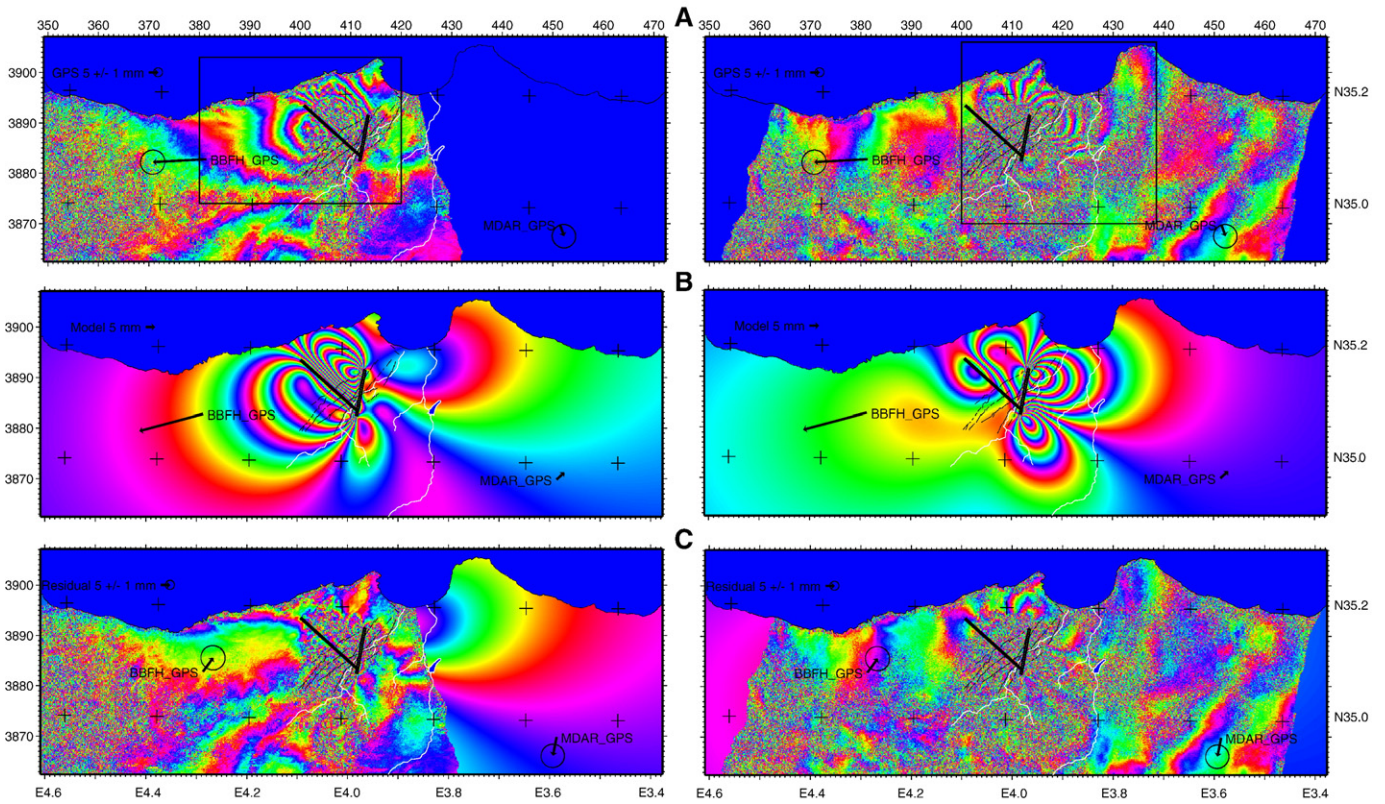 350 360 370 380 390 400 410 420 430 440 450 460 470
A
350 360 370 380 390 400 410 420 430 440 450 460 470
3900
3890
3880
3870
GPS 5 +/- 1 mm
BBFH_GPS
MDAR_GPS
GPS 5 +/- 1 mm
BBFH_GPS
MDAR_GPS
N35.2
N35.0
B
3900
3890
3880
3870
Model 5 mm
BBFH_GPS
MDAR_GPS
Model 5 mm
BBFH_GPS
MDAR_GPS
N35.2
N35.0
C
3900
3890
3880
3870
Residual 5 +/- 1 mm
BBFH_GPS
MDAR_GPS
Residual 5 +/- 1 mm
BBFH_GPS
MDAR_GPS
N35.2
N35.0
E4.6 E4.4 E4.2 E4.0 E3.8 E3.6 E3.4
E4.6 E4.4 E4.2 E4.0 E3.8 E3.6 E3.4